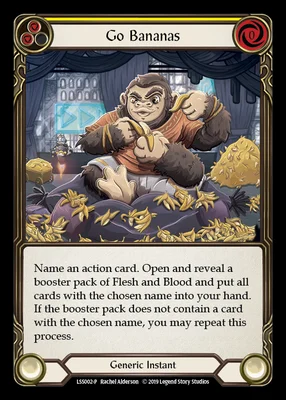 Go Bananas
0
Name an action card. Open and reveal a
booster pack of Flesh and Blood and put all
cards with the chosen name into your hand.
If the booster pack does not contain a card
with the chosen name, you may repeat this
process.
Generic Instant
LSS002-P | Rachel Alderson | © 2019 Legend Story Studios